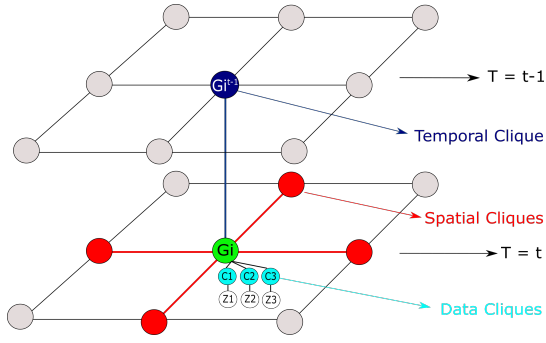 Gi t-1
T = t-1
Temporal Clique
Spatial Cliques
Gi
T = t
C1 C2 C3
Z1 Z2 Z3
Data Cliques